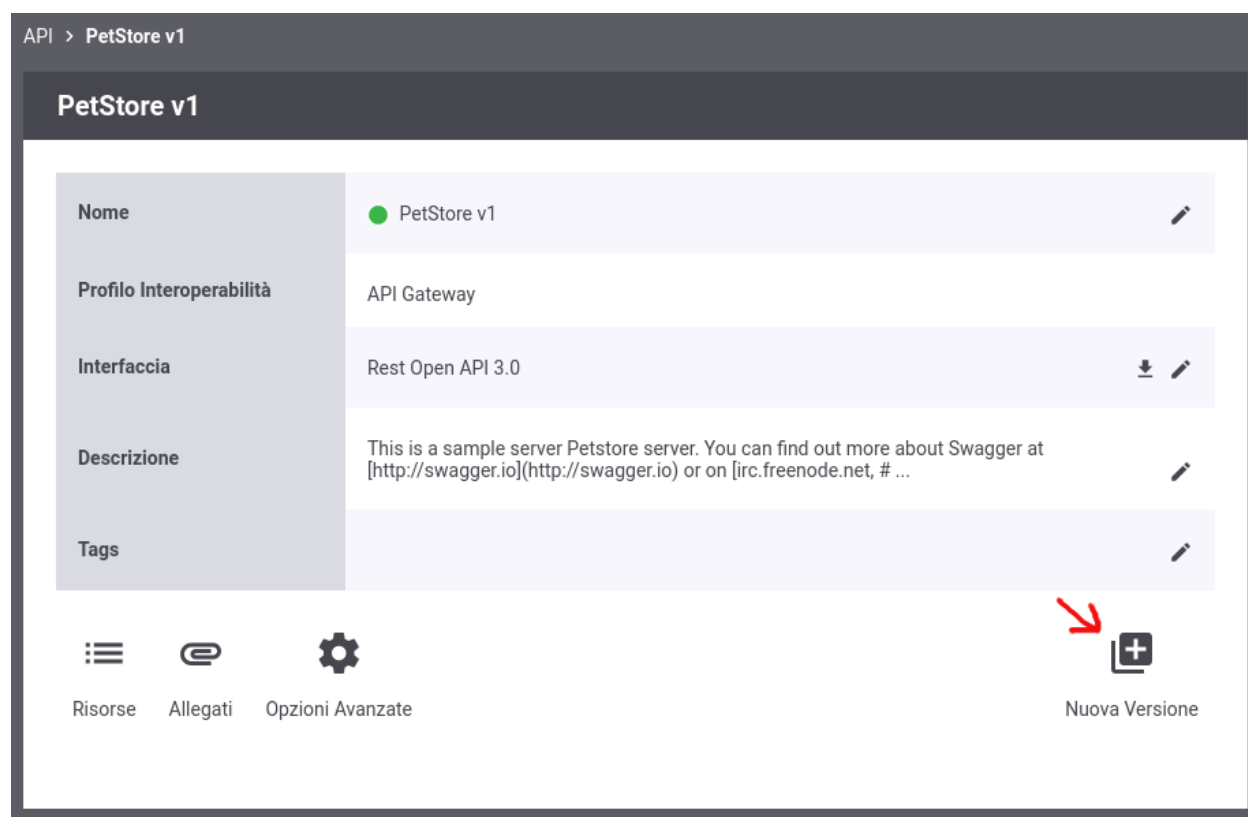 API > PetStore v1
PetStore v1
Nome
PetStore v1
Profilo Interoperabilità
API Gateway
Interfaccia
Rest Open API 3.0
Descrizione
This is a sample server Petstore server. You can find out more about Swagger at
[http://swagger.io](http://swagger.io) or on [irc.freenode.net, # ...
Tags
Risorse
Allegati
Opzioni Avanzate
Nuova Versione